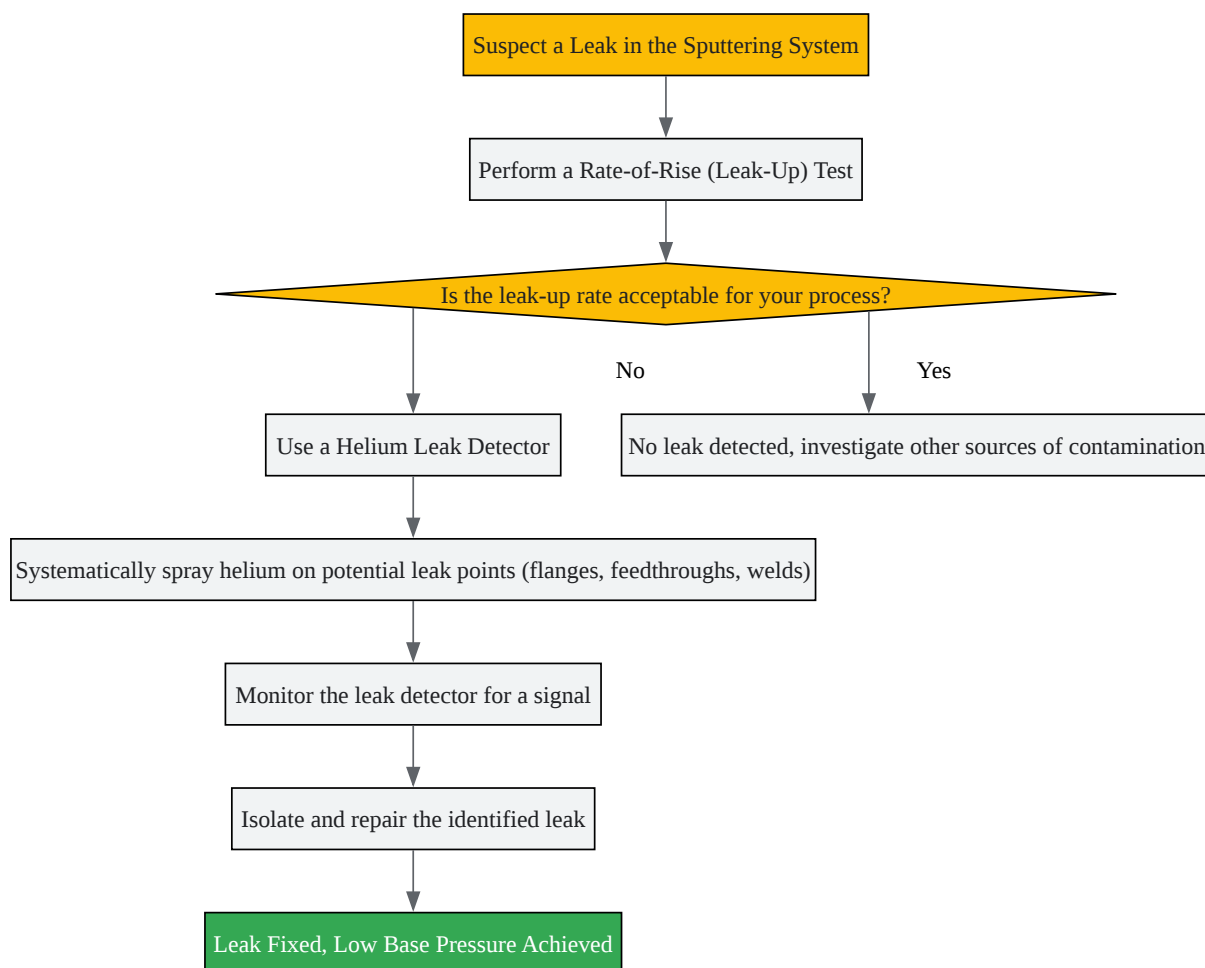 Suspect a Leak in the Sputtering System
Perform a Rate-of-Rise (Leak-Up) Test
Is the leak-up rate acceptable for your process?
No
Yes
Use a Helium Leak Detector
No leak detected, investigate other sources of contamination
Systematically spray helium on potential leak points (flanges, feedthroughs, welds)
Monitor the leak detector for a signal
Isolate and repair the identified leak
Leak Fixed, Low Base Pressure Achieved